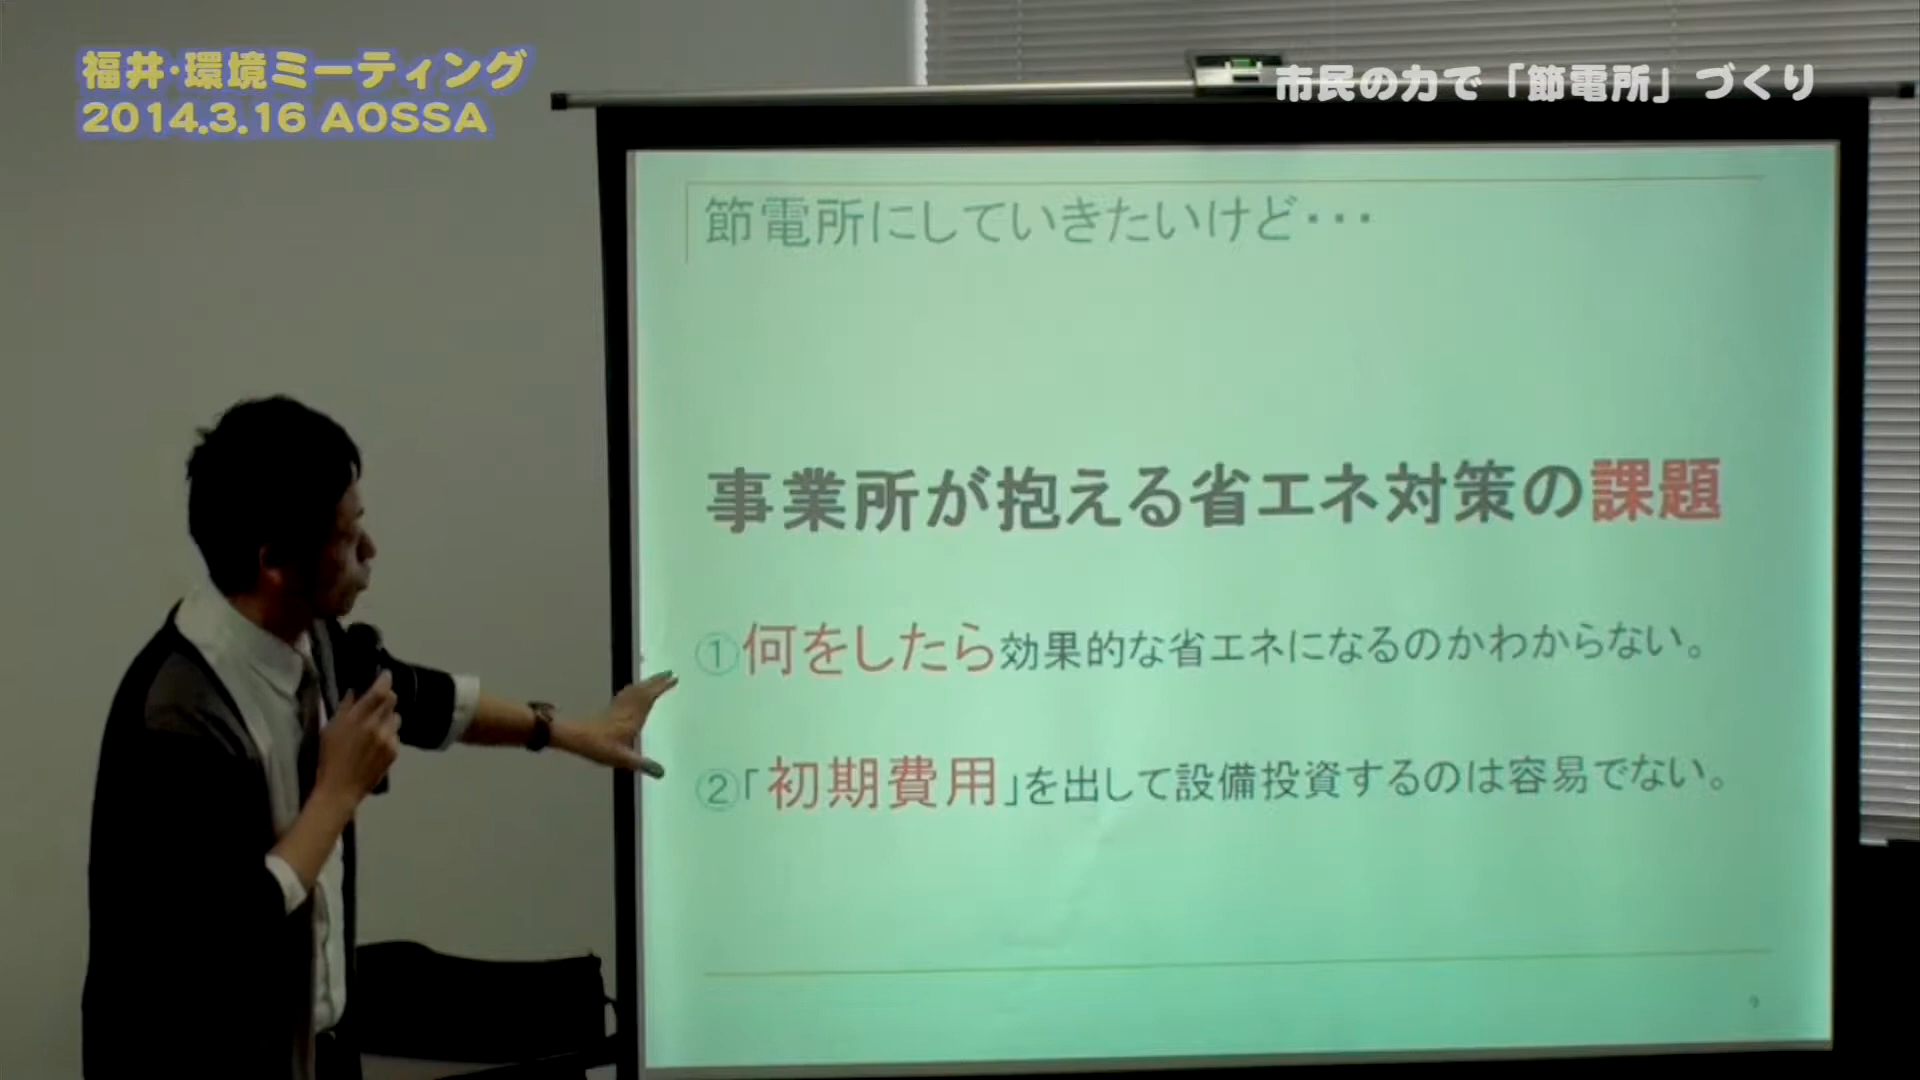 福井・環境ミーティング
2014.3.16 AOSSA
市民の力で「節電所」づくり
節電所にしていきたいけど・・・
事業所が抱える省エネ対策の課題
①何をしたら効果的な省エネになるのかわからない。
②「初期費用」を出して設備投資するのは容易でない。